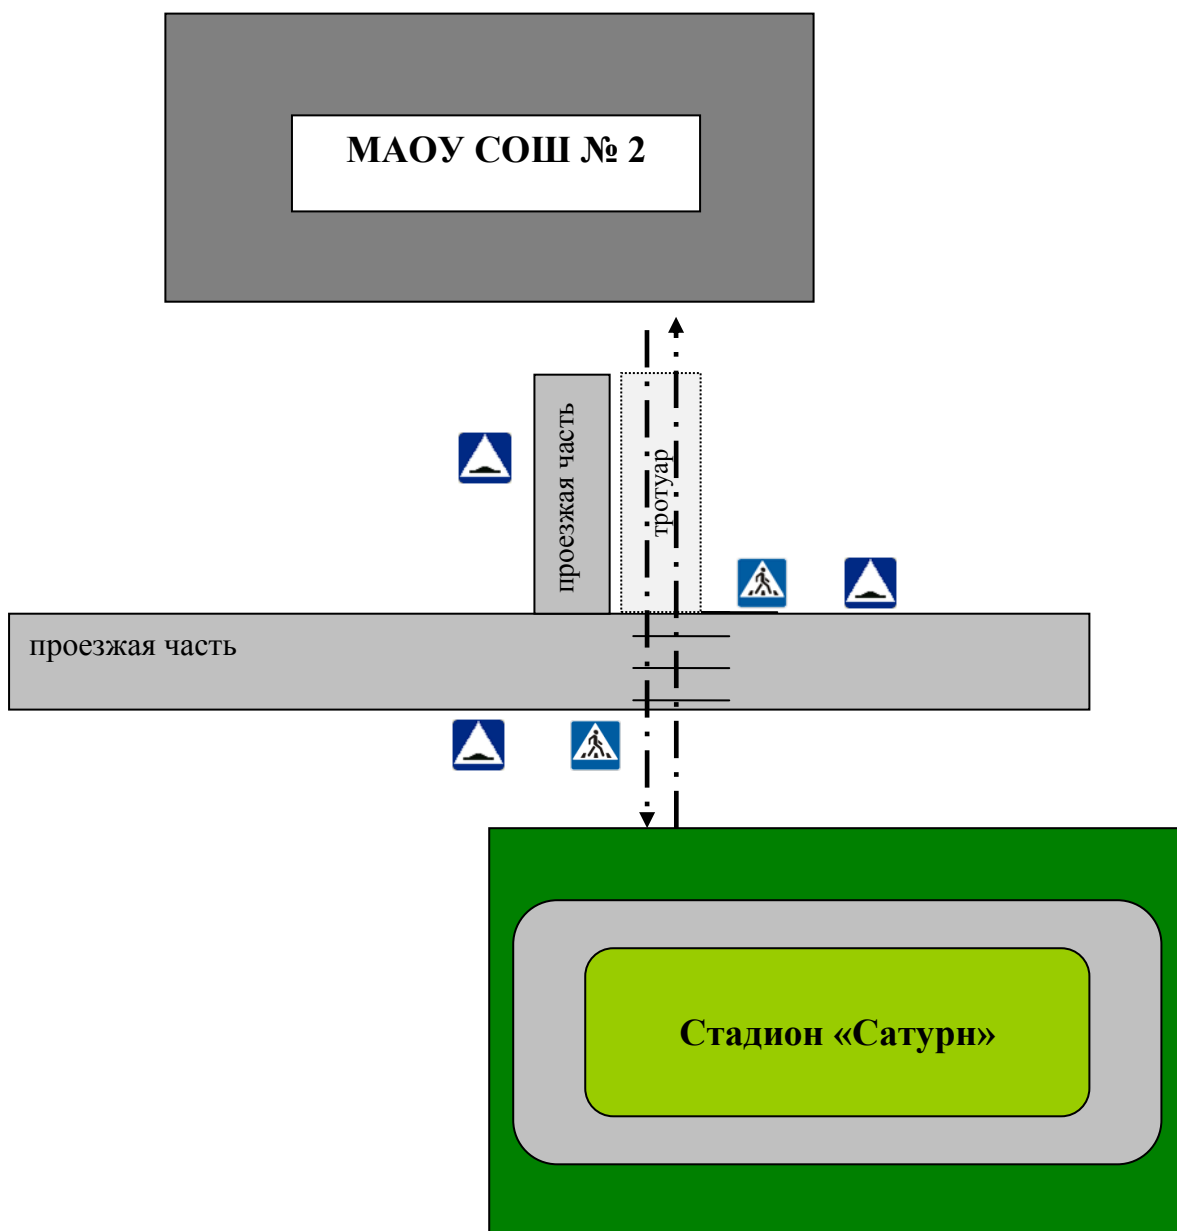 МАОУ СОШ № 2
проезжая часть
тротуар
проезжая часть
Стадион «Сатурн»